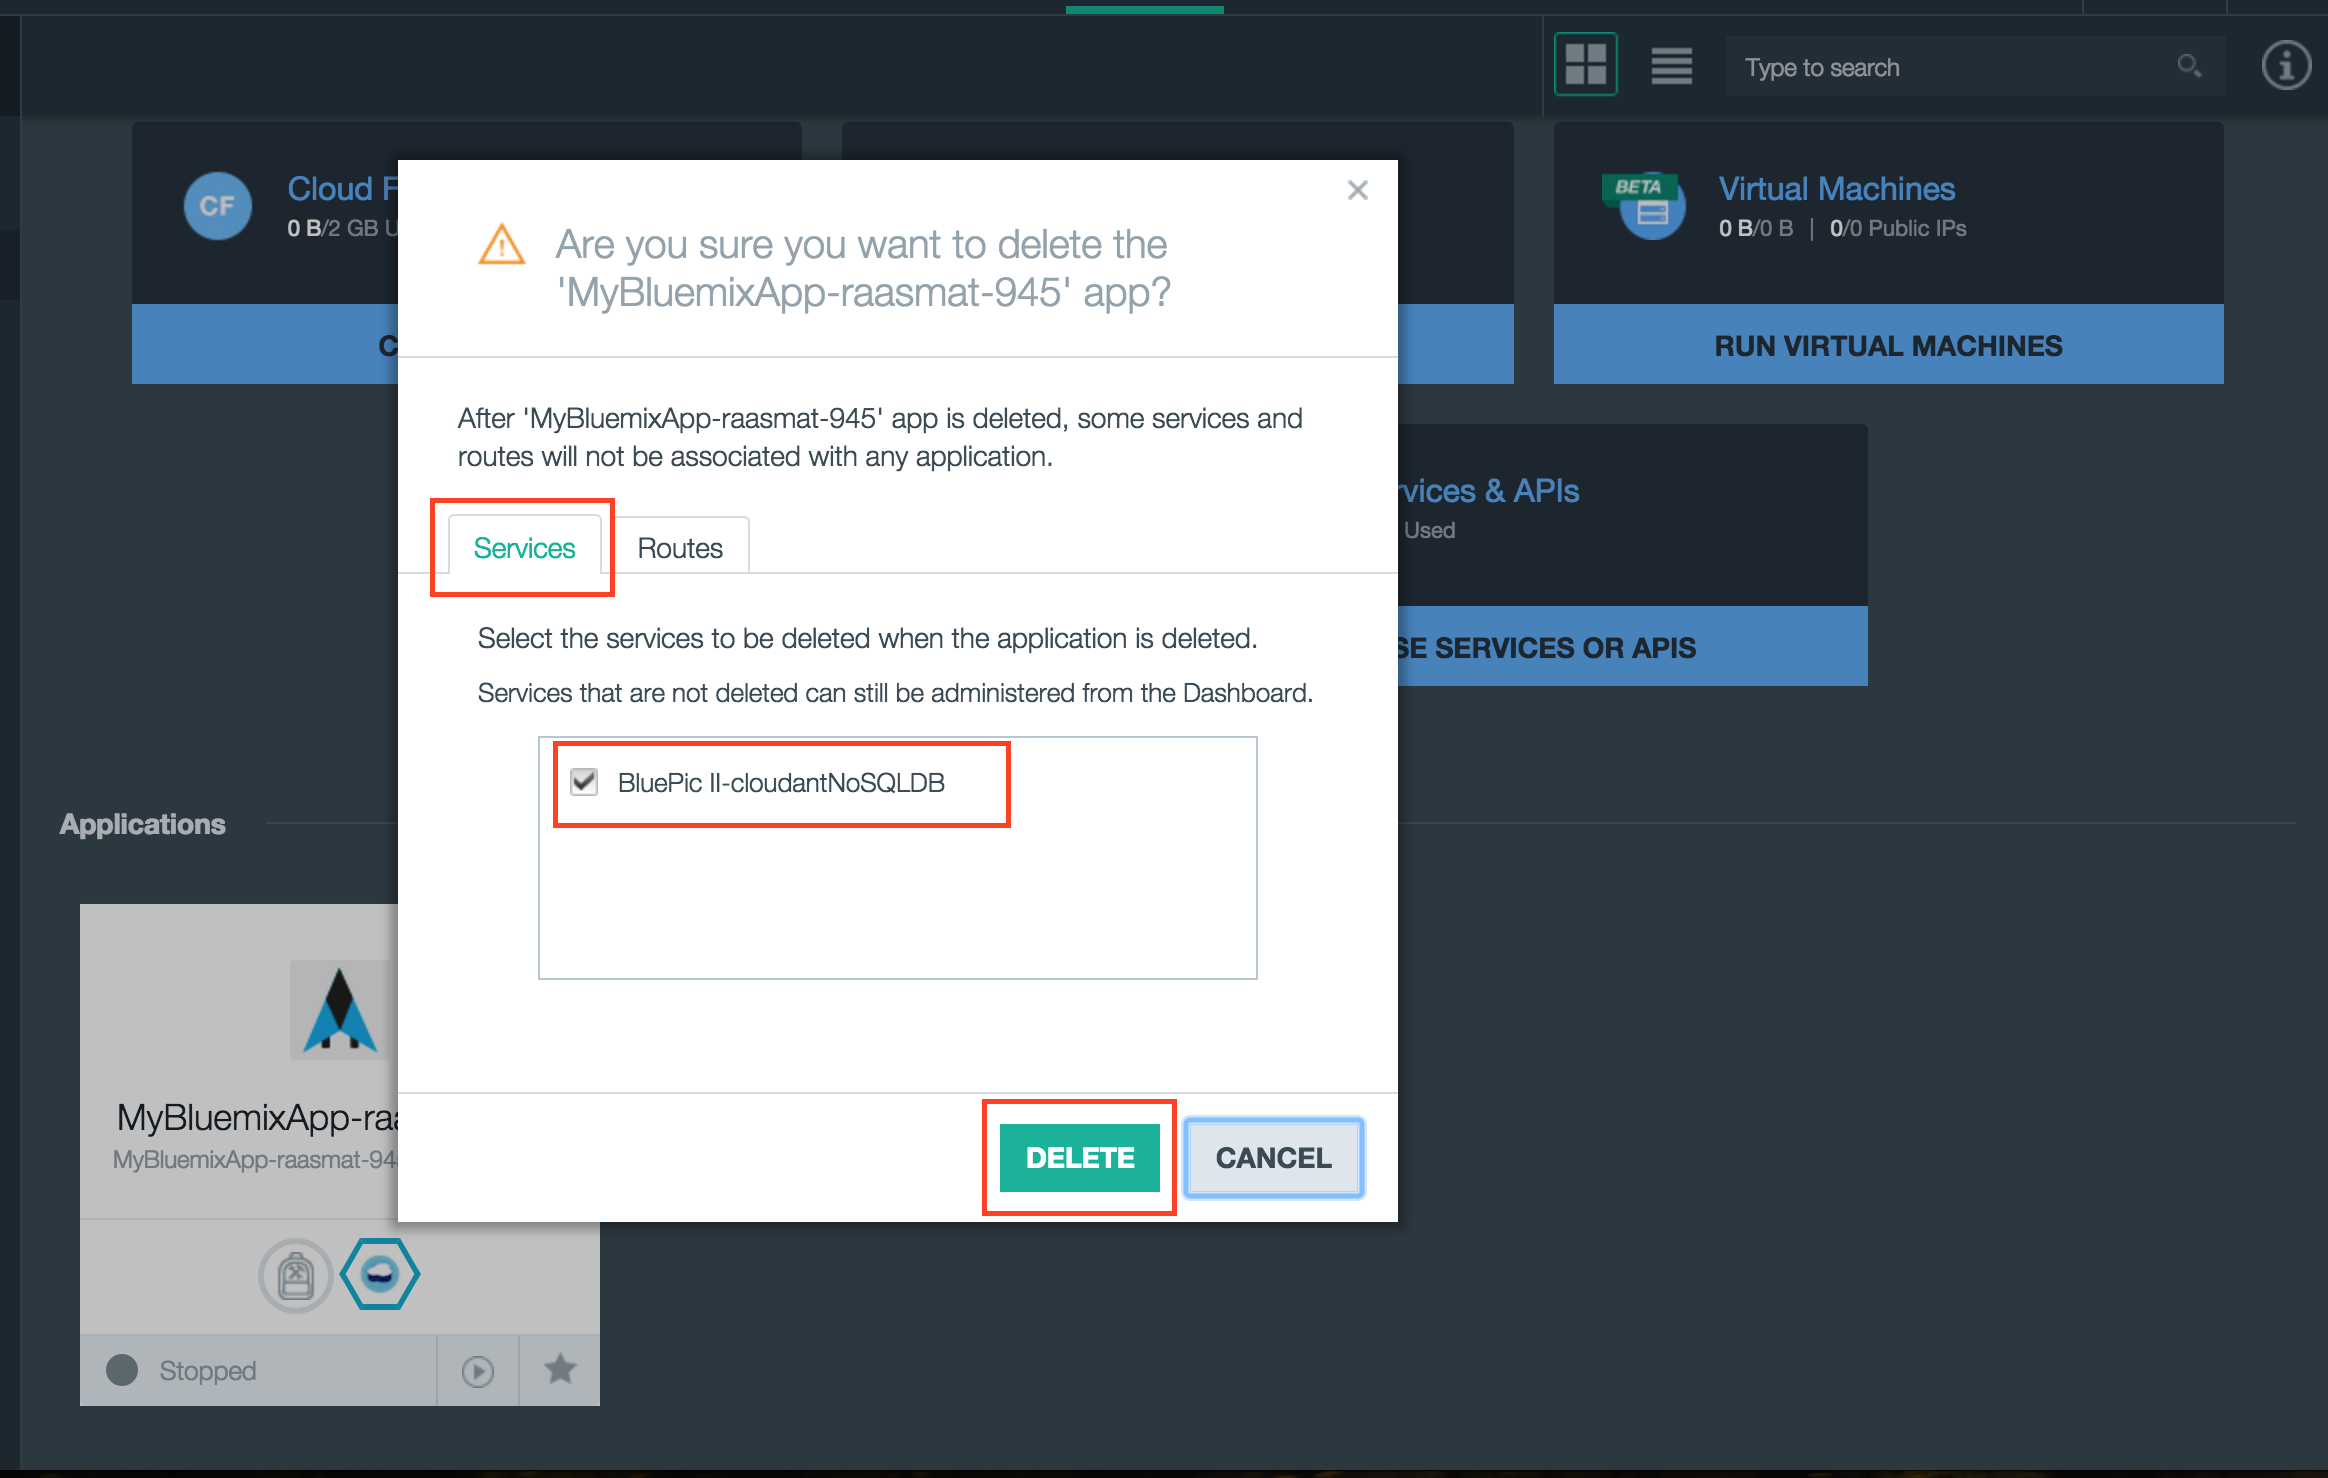 Type to search
CF
Cloud F
0 B/2 GB U
BETA
Virtual Machines
0 B/0 B | 0/0 Public IPs
C
RUN VIRTUAL MACHINES
Are you sure you want to delete the
'MyBluemixApp-raasmat-945' app?
After 'MyBluemixApp-raasmat-945' app is deleted, some services and
routes will not be associated with any application.
rvices & APIs
Used
Services
Routes
Select the services to be deleted when the application is deleted.
SE SERVICES OR APIS
Services that are not deleted can still be administered from the Dashboard.
BluePic II-cloudantNoSQLDB
Applications
MyBluemixApp-raa
MyBluemixApp-raasmat-94
DELETE
CANCEL
Stopped